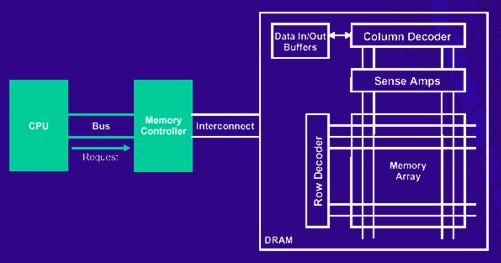 Data In/Out
Buffers
Column Decoder
Sense Amps
CPU
Bus
Memory
Controller
Interconnect
Request
Row Decoder
Memory
Array
DRAM